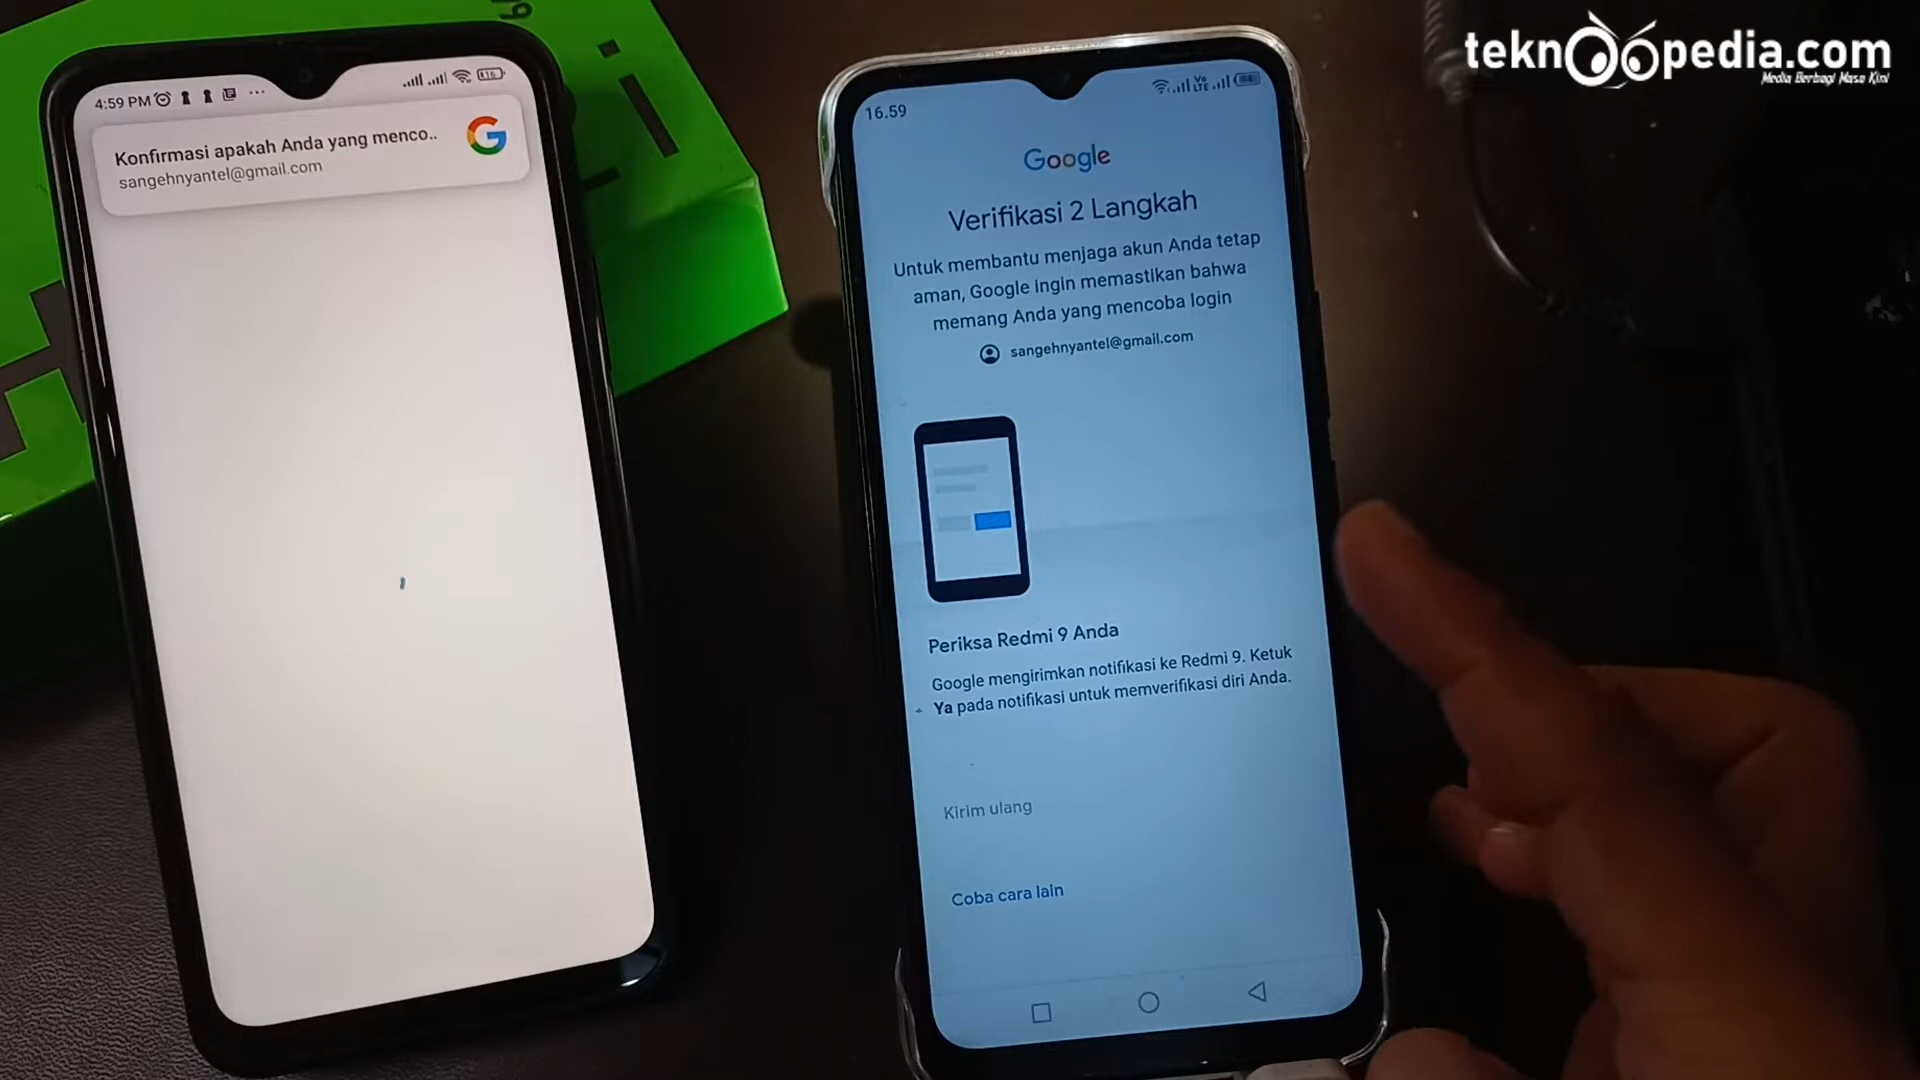 teknopedia.com
Media Berbagi Masa Kini
4:59 PM
16
Konfirmasi apakah Anda yang menco..
sangehnyantel@gmail.com
16.59
Vo
LTE
Google
Verifikasi 2 Langkah
Untuk membantu menjaga akun Anda tetap
aman, Google ingin memastikan bahwa
memang Anda yang mencoba login
sangehnyantel@gmail.com
Periksa Redmi 9 Anda
Google mengirimkan notifikasi ke Redmi 9. Ketuk
Ya pada notifikasi untuk memverifikasi diri Anda.
Kirim ulang
Coba cara lain